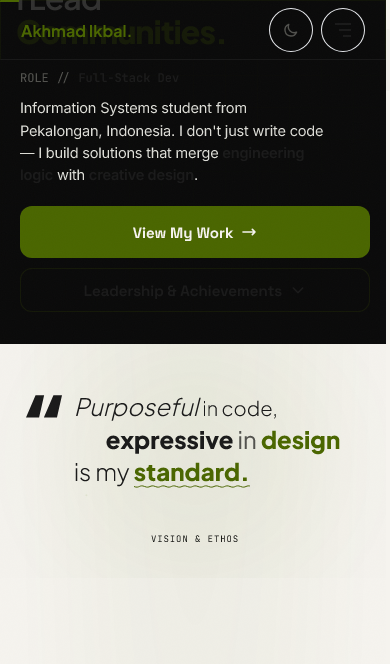 I Lead
Communities.
Akhmad Ikbal.
ROLE // Full-Stack Dev
Information Systems student from
Pekalongan, Indonesia. I don't just write code
— I build solutions that merge engineering
logic with creative design.
View My Work →
Leadership & Achievements
“ Purposeful in code,
expressive in design
is my standard.
VISION & ETHOS